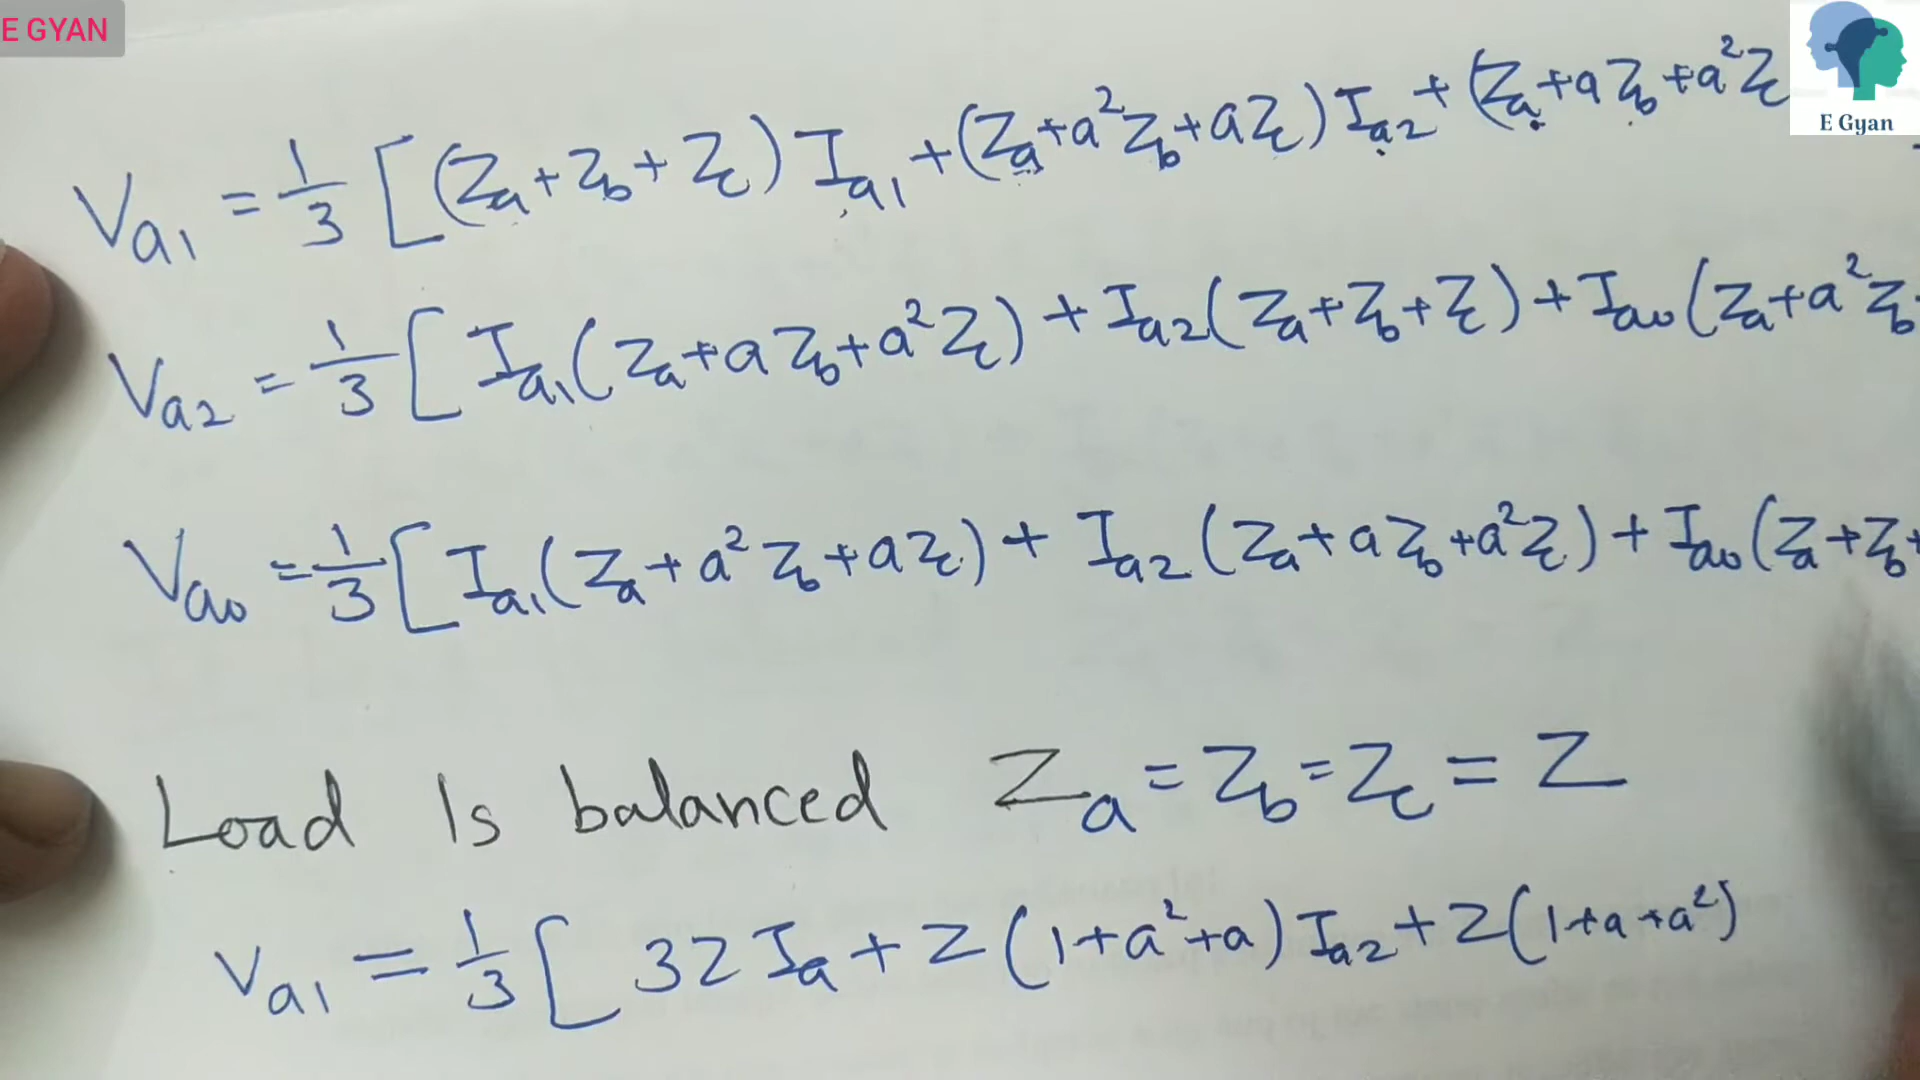 E GYAN
E Gyan
Va1 = 1/3 [(Za+Zb+Zc) Ia1 + (Za+a²Zb+aZc) Ia2 + (Za+aZb+a²Zc
Va2 = 1/3 [Ia1(Za+aZb+a²Zc) + Ia2(Za+Zb+Zc) + Ia0(Za+a²Zb
Va0 = 1/3 [Ia1(Za+a²Zb+aZc) + Ia2(Za+aZb+a²Zc) + Ia0(Za+Zb+
Load Is balanced Za = Zb = Zc = Z
Va1 = 1/3 [3Z Ia + Z(1+a²+a) Ia2 + Z(1+a+a²)